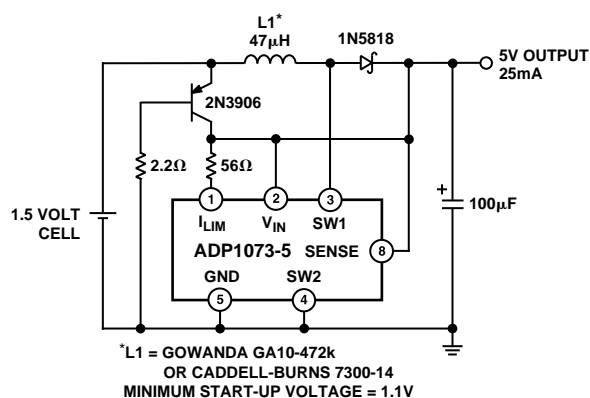 L1*
47μH
1N5818
5V OUTPUT
25mA
2N3906
2.2Ω
56Ω
1
2
3
ILIM
VIN
SW1
1.5 VOLT
CELL
ADP1073-5
SENSE
8
+
100μF
GND
SW2
5
4
*L1 = GOWANDA GA10-472k
OR CADDELL-BURNS 7300-14
MINIMUM START-UP VOLTAGE = 1.1V